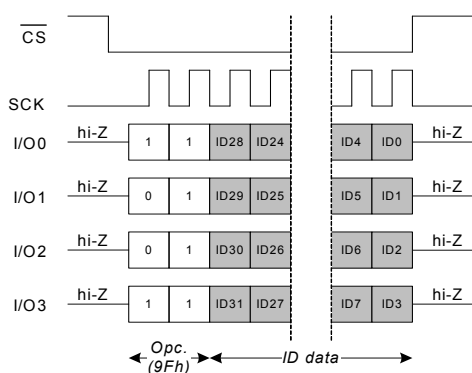 CS
SCK
I/O0 hi-Z 1 1 ID28 ID24 ID4 ID0 hi-Z
I/O1 hi-Z 0 1 ID29 ID25 ID5 ID1 hi-Z
I/O2 hi-Z 0 1 ID30 ID26 ID6 ID2 hi-Z
I/O3 hi-Z 1 1 ID31 ID27 ID7 ID3 hi-Z
Opc. ID data
(9Fh)